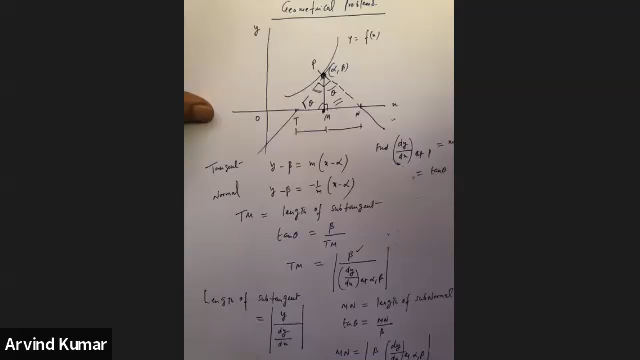 Geometrical Problems
y
y = f(x)
P (α, β)
θ
θ
O T M N x
Find (dy/dx) at P = m
= tanθ
Tangent y - β = m (x - α)
Normal y - β = -1/m (x - α)
TM = length of subtangent
tanθ = β/TM
TM = | β / (dy/dx) at α, β |
Length of subtangent
= | y / (dy/dx) |
MN = length of subnormal
tanθ = MN/β
MN = | β (dy/dx) at α, β |
Arvind Kumar